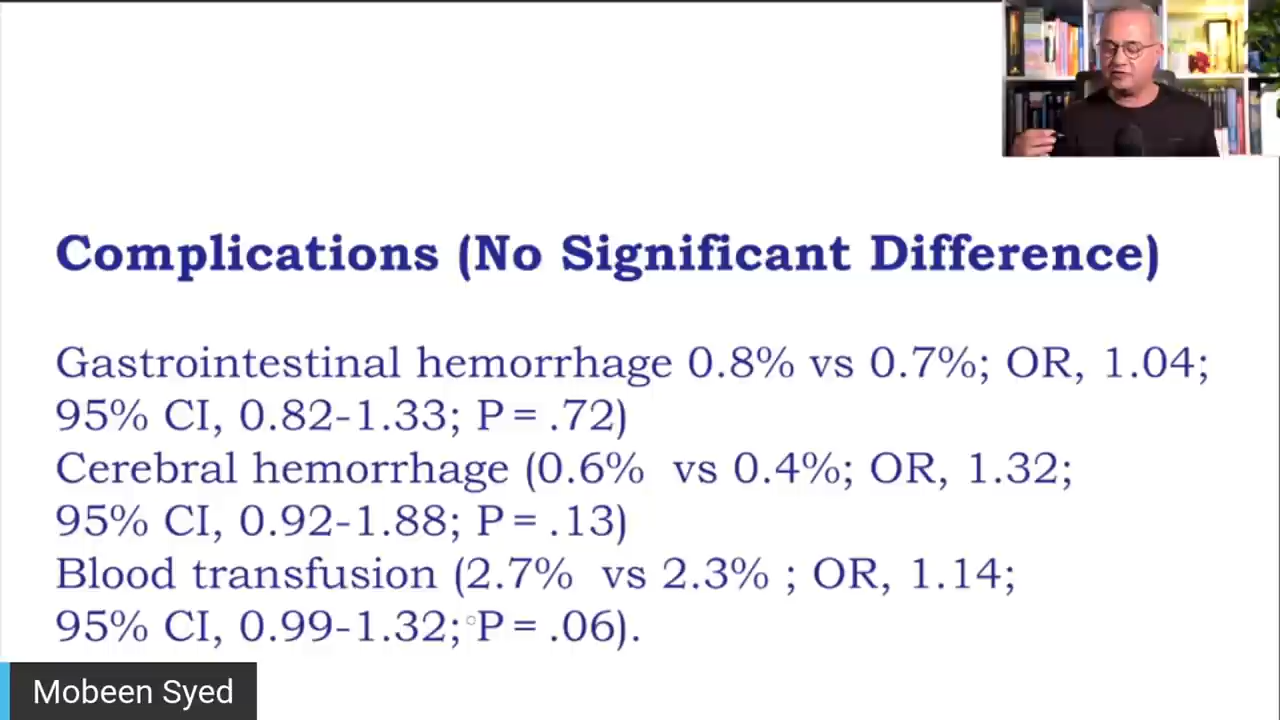 Complications (No Significant Difference)
Gastrointestinal hemorrhage 0.8% vs 0.7%; OR, 1.04;
95% CI, 0.82-1.33; P = .72)
Cerebral hemorrhage (0.6%  vs 0.4%; OR, 1.32;
95% CI, 0.92-1.88; P = .13)
Blood transfusion (2.7%  vs 2.3% ; OR, 1.14;
95% CI, 0.99-1.32; P = .06).
Mobeen Syed